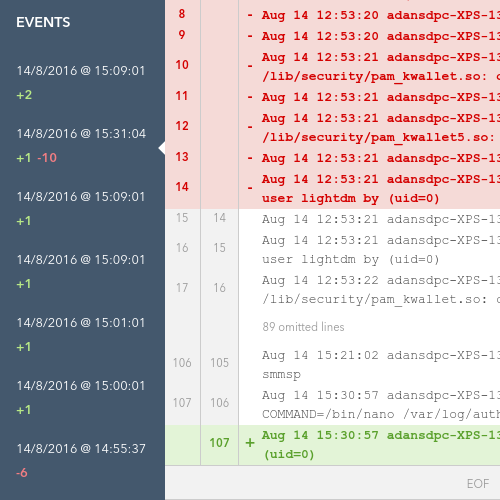 EVENTS
14/8/2016 @ 15:09:01
+2
14/8/2016 @ 15:31:04
+1 -10
14/8/2016 @ 15:09:01
+1
14/8/2016 @ 15:09:01
+1
14/8/2016 @ 15:01:01
+1
14/8/2016 @ 15:00:01
+1
14/8/2016 @ 14:55:37
-6
8 - Aug 14 12:53:20 adansdpc-XPS-13
9 - Aug 14 12:53:20 adansdpc-XPS-13
10 - Aug 14 12:53:21 adansdpc-XPS-13
/lib/security/pam_kwallet.so:
11 - Aug 14 12:53:21 adansdpc-XPS-13
12 - Aug 14 12:53:21 adansdpc-XPS-13
/lib/security/pam_kwallet5.so:
13 - Aug 14 12:53:21 adansdpc-XPS-13
14 - Aug 14 12:53:21 adansdpc-XPS-13
user lightdm by (uid=0)
15 14 Aug 14 12:53:21 adansdpc-XPS-13
16 15 Aug 14 12:53:21 adansdpc-XPS-13
user lightdm by (uid=0)
17 16 Aug 14 12:53:22 adansdpc-XPS-13
/lib/security/pam_kwallet.so:
89 omitted lines
106 105 Aug 14 15:21:02 adansdpc-XPS-13
smmsp
107 106 Aug 14 15:30:57 adansdpc-XPS-13
COMMAND=/bin/nano /var/log/auth
107 + Aug 14 15:30:57 adansdpc-XPS-13
(uid=0)
EOF